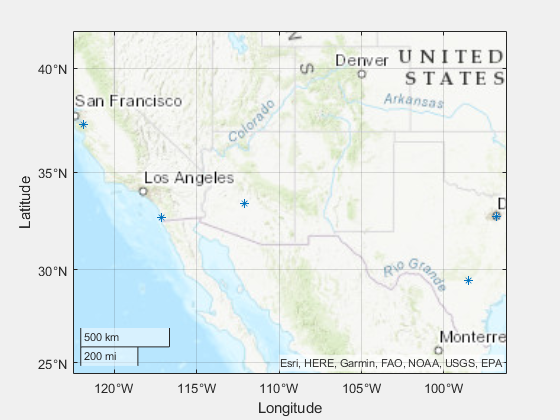 N
S
Denver
UNITED
STATES
Arkansas
Colorado
San Francisco
Los Angeles
D
Rio Grande
Monterre
500 km
200 mi
Esri, HERE, Garmin, FAO, NOAA, USGS, EPA
40°N
35°N
30°N
25°N
Latitude
120°W 115°W 110°W 105°W 100°W
Longitude